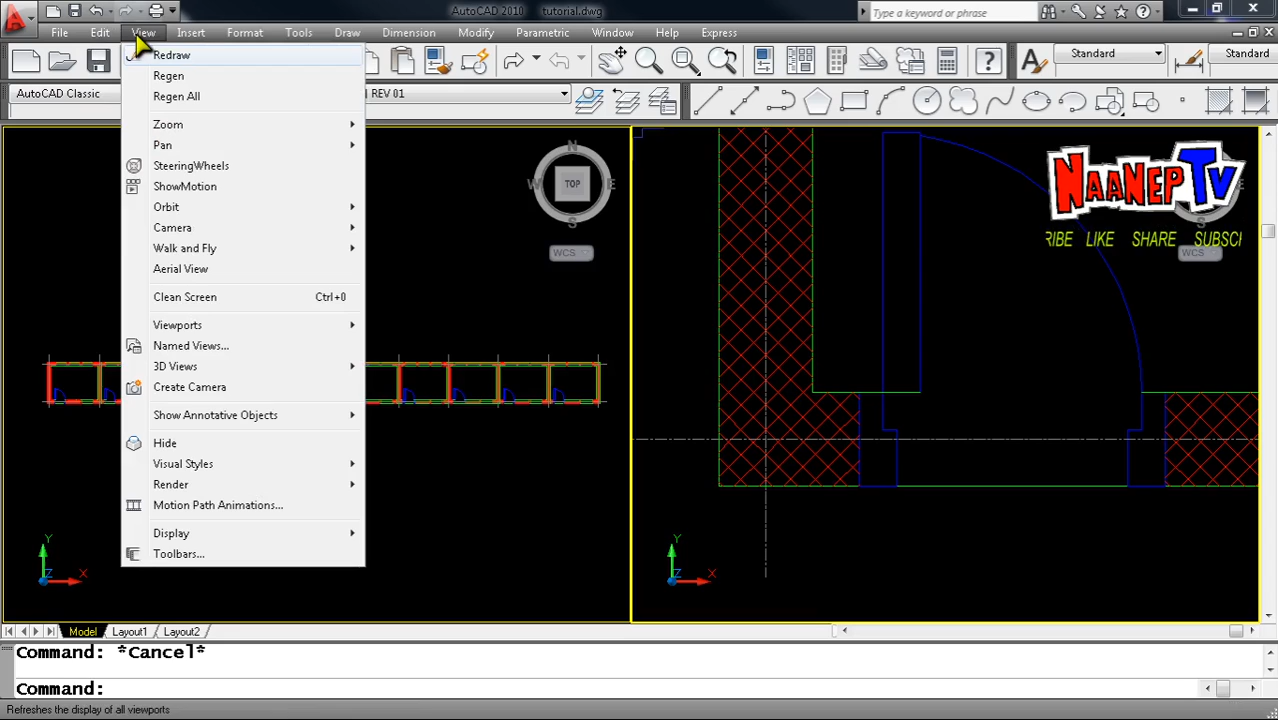 AutoCAD 2010 tutorial.dwg
Type a keyword or phrase
File Edit View Insert Format Tools Draw Dimension Modify Parametric Window Help Express
Standard Standard
AutoCAD Classic REV 01
Redraw
Regen
Regen All
Zoom
Pan
SteeringWheels
ShowMotion
Orbit
Camera
Walk and Fly
Aerial View
Clean Screen Ctrl+0
Viewports
Named Views...
3D Views
Create Camera
Show Annotative Objects
Hide
Visual Styles
Render
Motion Path Animations...
Display
Toolbars...
N
W TOP E
S
WCS
NAANEP TV
E
RIBE LIKE SHARE SUBSCI
WCS
Y
Z X
Y
Z X
Model Layout1 Layout2
Command: *Cancel*
Command:
Refreshes the display of all viewports